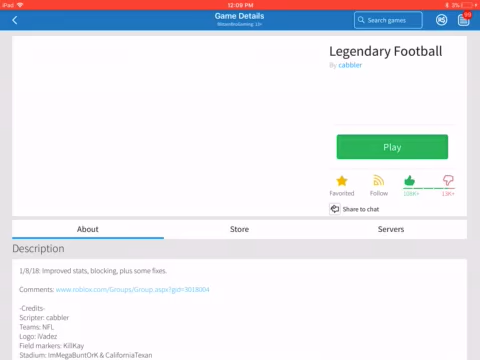 iPad
12:09 PM
3%
Game Details
Search games
Legendary Football
By cabbler
Play
Favorited
Follow
Share to chat
About
Store
Servers
Description
1/8/18: Improved stats, blocking, plus some fixes.
Comments: www.roblox.com/Groups/Group.aspx?gid=3018004
-Credits-
Scripter: cabbler
Teams: NFL
Logo: iVadez
Field markers: KillKay
Stadium: ImMegaBuntOrK & CaliforniaTexan